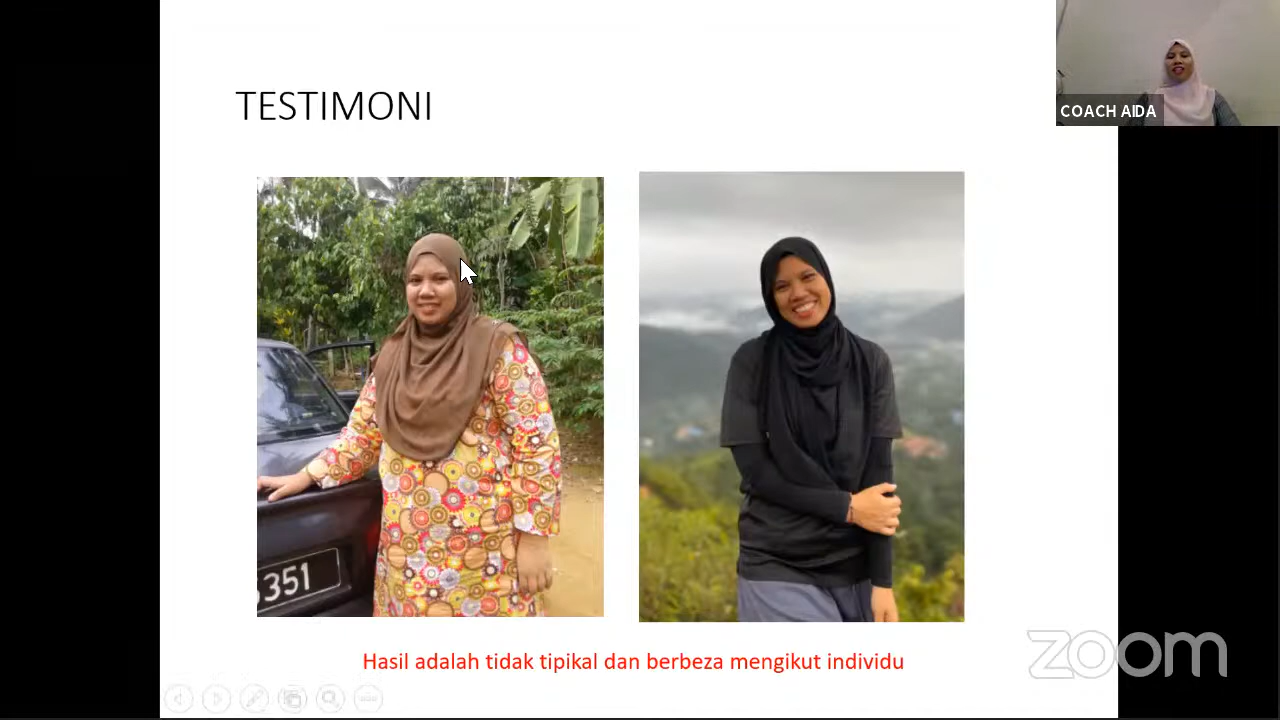 TESTIMONI
COACH AIDA
351
Hasil adalah tidak tipikal dan berbeza mengikut individu
zoom